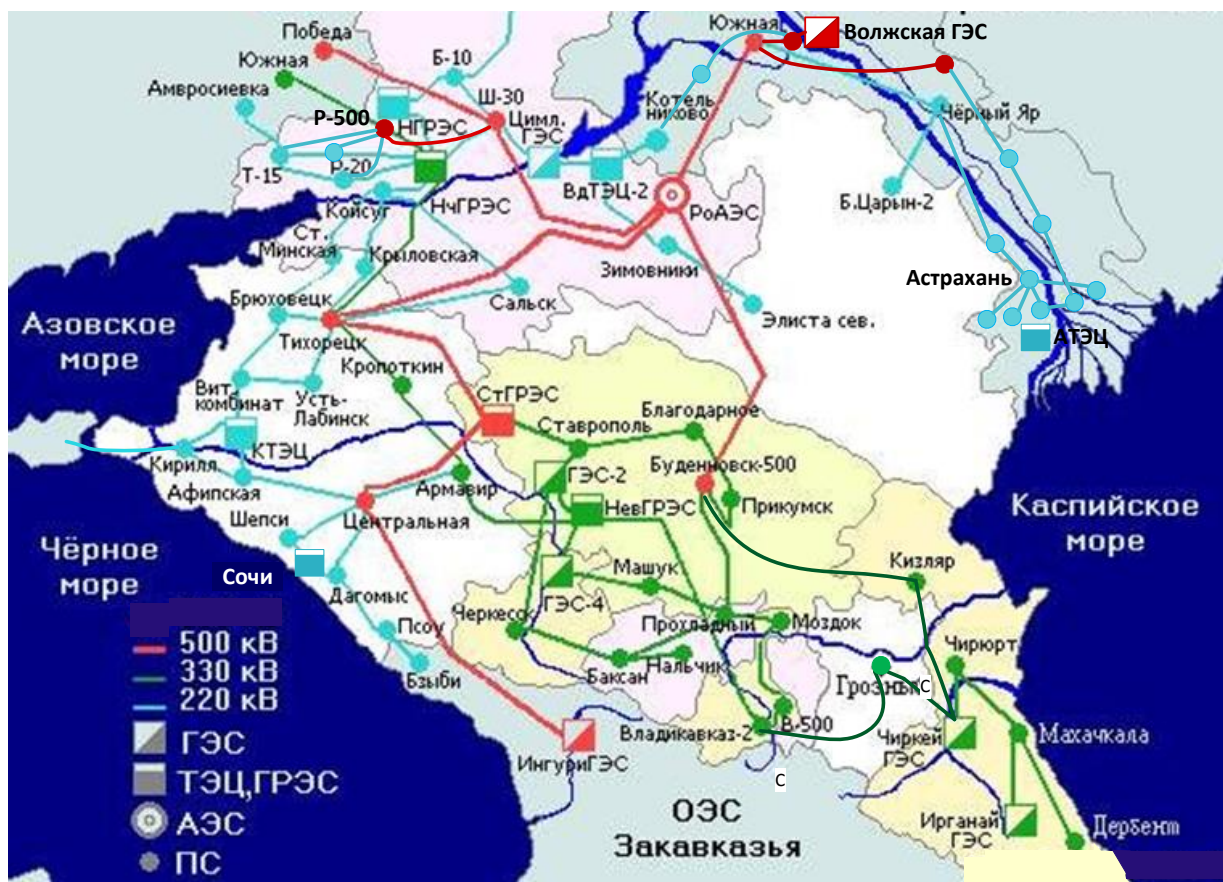 Победа
Южная
Волжская ГЭС
Южная
Б-10
Амвросиевка
Ш-30
Котель
никово
Р-500
НГРЭС
Цимл.
ГЭС
Чёрный Яр
Т-15
Р-20
ВдТЭЦ-2
РоАЭС
Б.Царын-2
Койсуг
НчГРЭС
Ст.
Минская
Крыловская
Зимовники
Астрахань
Брюховецк
Сальск
Элиста сев.
АТЭЦ
Азовское
море
Тихорецк
Кропоткин
Вит.
комбинат
Усть-
Лабинск
СтГРЭС
Благодарное
Ставрополь
КТЭЦ
Кирилл.
ГЭС-2
Буденновск-500
Афипская
Армавир
Шепси
Центральная
НевГРЭС
Прикумск
Каспийское
море
Чёрное
море
Сочи
Дагомыс
Машук
Кизляр
ГЭС-4
Черкесск
Псоу
Прохладный
Моздок
500 кВ
330 кВ
220 кВ
Бзыби
Баксан
Нальчик
Чирюрт
Грозный
С
ГЭС
Владикавказ-2
В-500
Чиркей
ГЭС
Махачкала
ТЭЦ,ГРЭС
ИнгуриГЭС
С
АЭС
ОЭС
Закавказья
Ирганай
ГЭС
Дербент
ПС